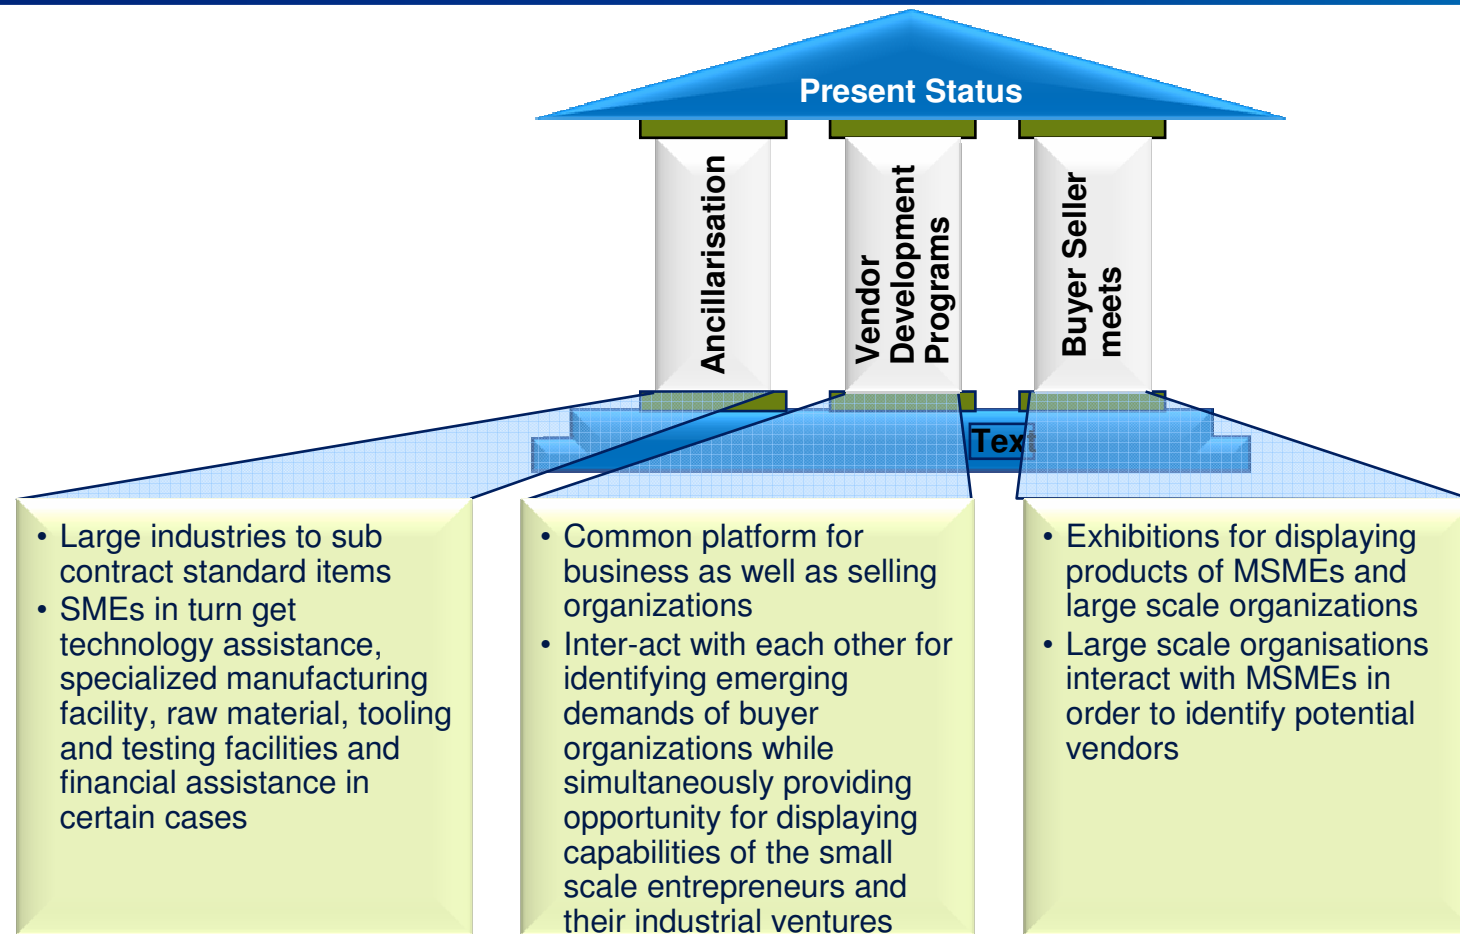 Present Status
Ancillarisation
Vendor
Development
Programs
Buyer Seller
meets
Tex
• Large industries to sub
contract standard items
• SMEs in turn get
technology assistance,
specialized manufacturing
facility, raw material, tooling
and testing facilities and
financial assistance in
certain cases
• Common platform for
business as well as selling
organizations
• Inter-act with each other for
identifying emerging
demands of buyer
organizations while
simultaneously providing
opportunity for displaying
capabilities of the small
scale entrepreneurs and
their industrial ventures
• Exhibitions for displaying
products of MSMEs and
large scale organizations
• Large scale organisations
interact with MSMEs in
order to identify potential
vendors